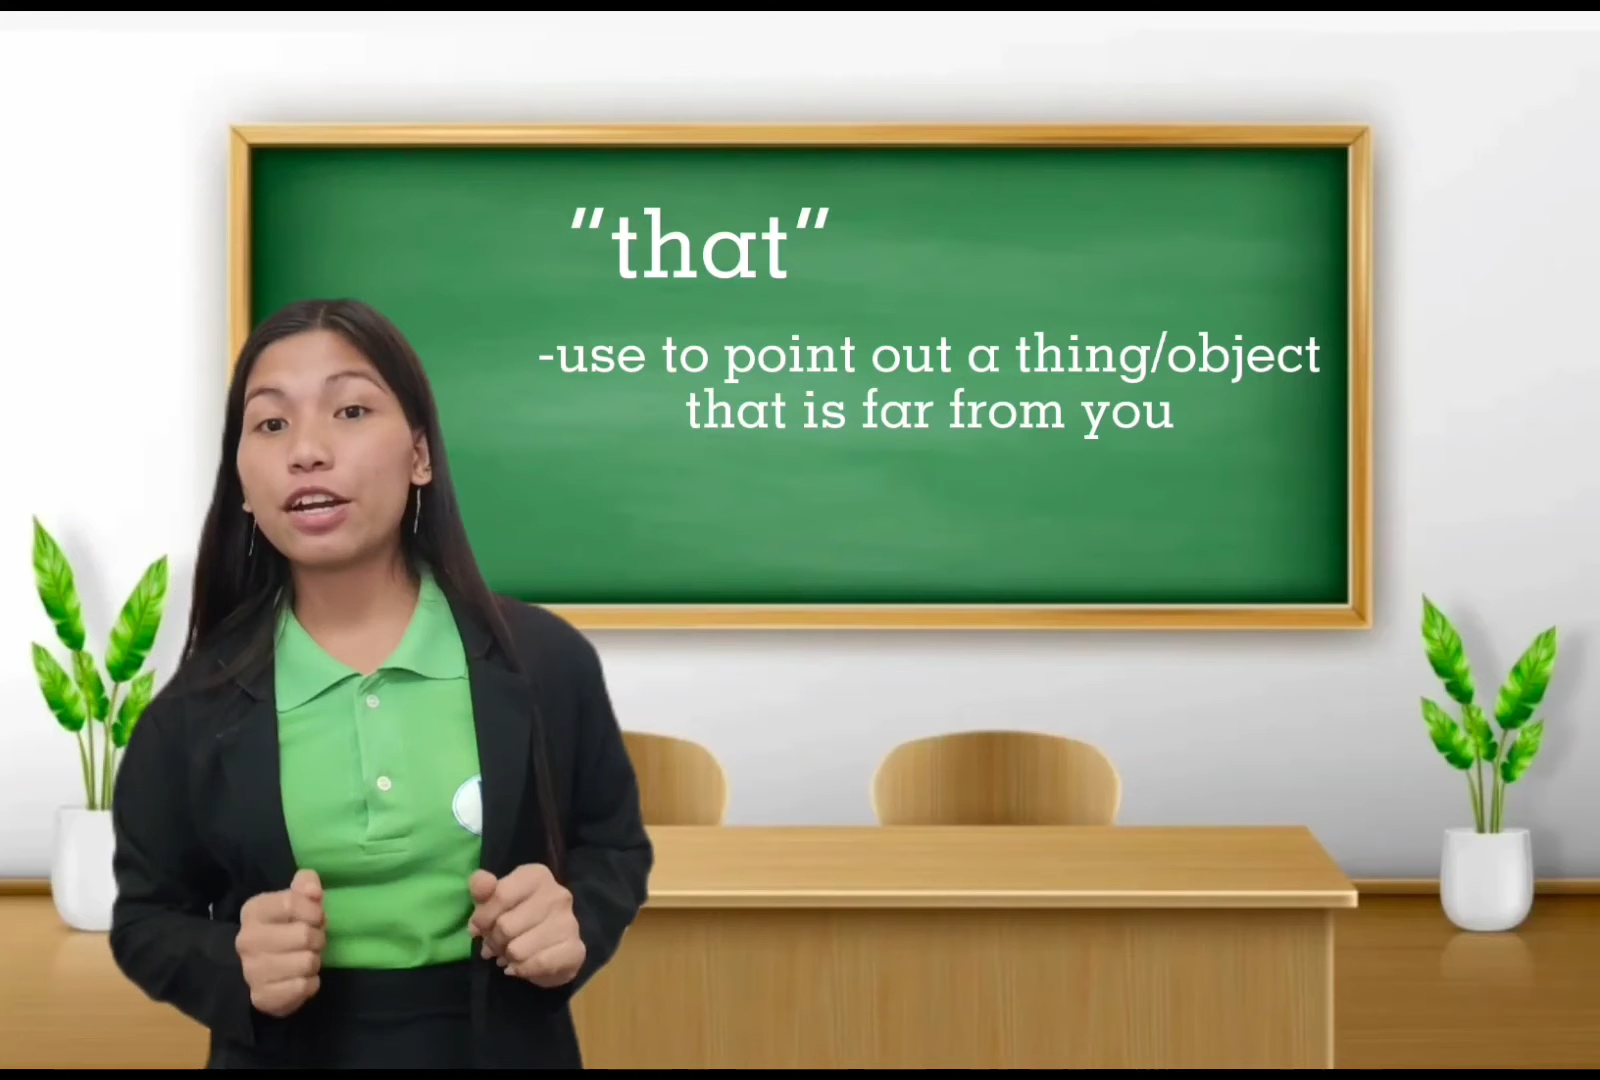 "that"
-use to point out a thing/object
that is far from you